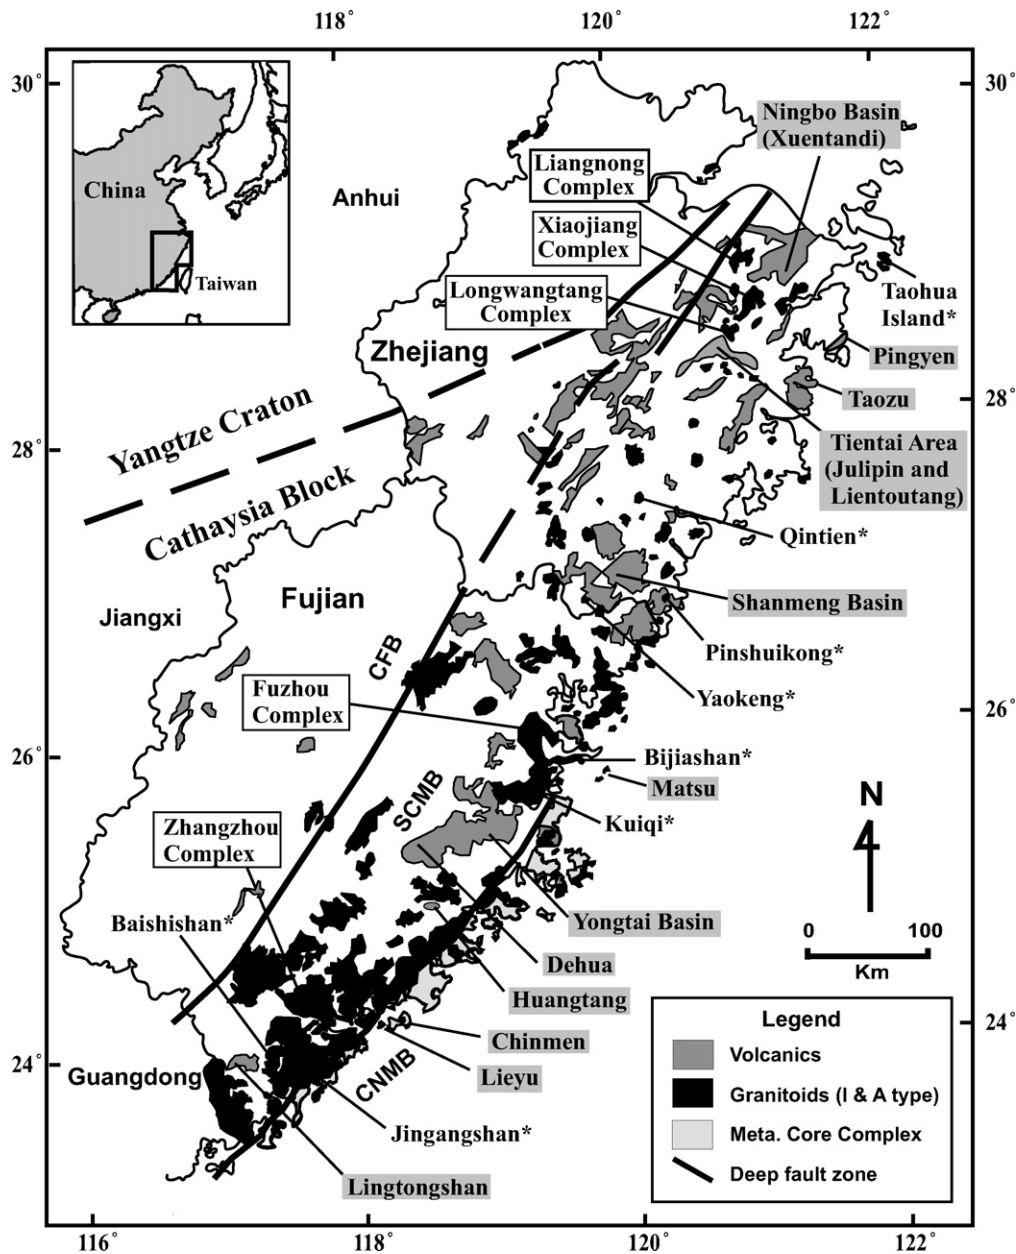 118°
120°
122°
30°
30°
China
Taiwan
Anhui
Ningbo Basin
(Xuentandi)
Liangnong
Complex
Xiaojiang
Complex
Longwangtang
Complex
Taohua
Island*
Zhejiang
Pingyen
Taozu
28°
28°
Yangtze Craton
Cathaysia Block
Tientai Area
(Julipin and
Lientoutang)
Qintien*
Fujian
Jiangxi
Shanmeng Basin
Pinshuikong*
CFB
Yaokeng*
Fuzhou
Complex
26°
26°
Bijiashan*
Matsu
SCMB
Kuiqi*
N
Zhangzhou
Complex
Baishishan*
Yongtai Basin
0 100
Km
Dehua
Huangtang
Chinmen
Lieyu
24°
24°
Guangdong
CNMB
Jingangshan*
Lingtongshan
Legend
Volcanics
Granitoids (I & A type)
Meta. Core Complex
Deep fault zone
116°
118°
120°
122°